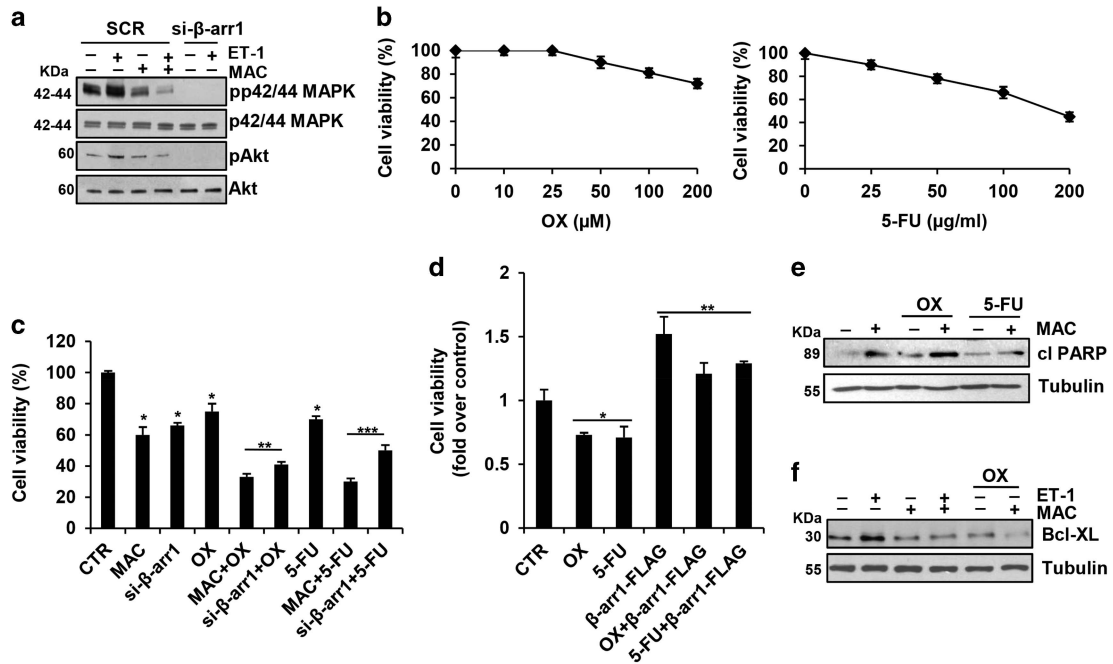 a
SCR si-β-arr1
– + – + – + ET-1
– – + + – – MAC
KDa
42-44 pp42/44 MAPK
42-44 p42/44 MAPK
60 pAkt
60 Akt
b
Cell viability (%)
100
80
60
40
20
0
0 10 25 50 100 200
OX (µM)
Cell viability (%)
100
80
60
40
20
0
0 25 50 100 200
5-FU (µg/ml)
c
Cell viability (%)
120
100
80
60
40
20
0
* * * ** * ***
CTR
MAC
si-β-arr1
OX
MAC+OX
si-β-arr1+OX
5-FU
MAC+5-FU
si-β-arr1+5-FU
d
Cell viability
(fold over control)
2
1.5
1
0.5
0
* **
CTR
OX
5-FU
β-arr1-FLAG
OX+β-arr1-FLAG
5-FU+β-arr1-FLAG
e
OX 5-FU
– + – + – + MAC
KDa
89 cl PARP
55 Tubulin
f
OX
– + – + – – ET-1
– – + + – + MAC
KDa
30 Bcl-XL
55 Tubulin